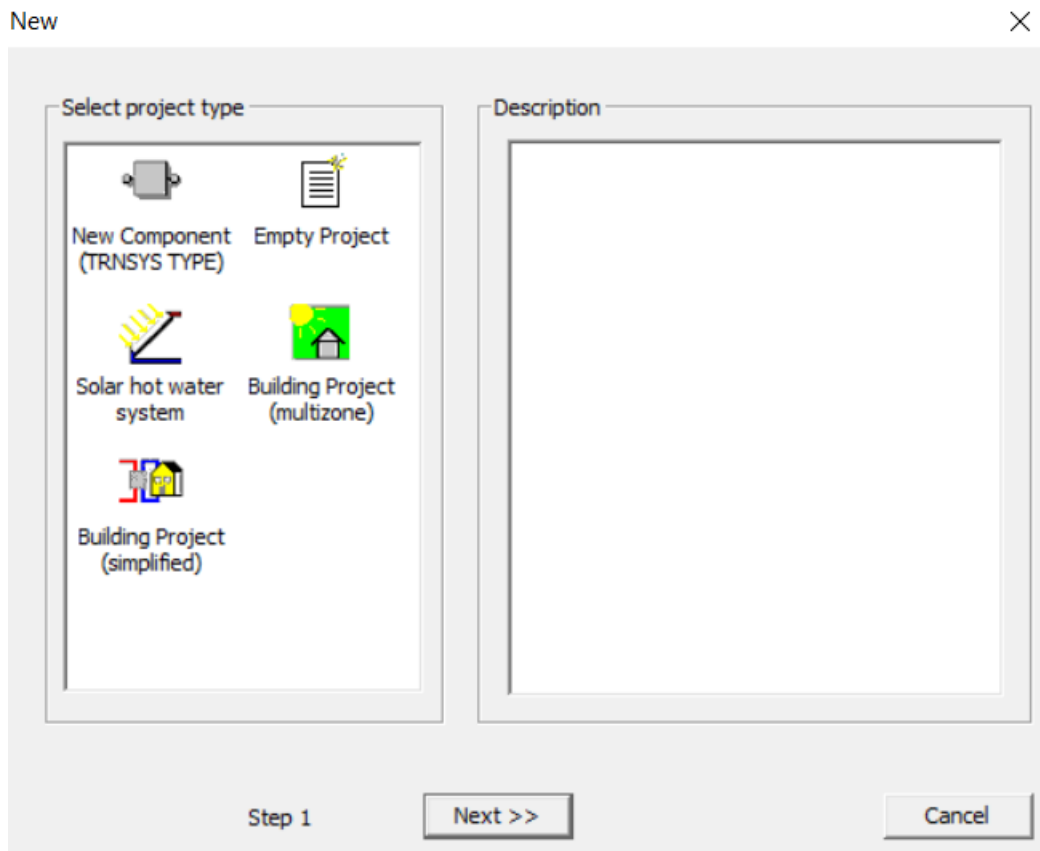 New
Select project type
New Component
(TRNSYS TYPE)
Empty Project
Solar hot water
system
Building Project
(multizone)
Building Project
(simplified)
Description
Step 1
Next >>
Cancel